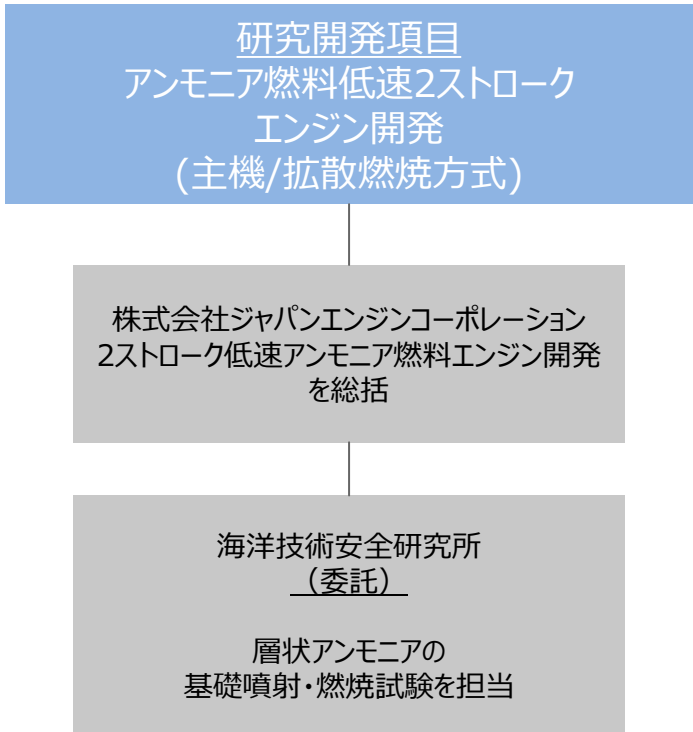 研究開発項目
アンモニア燃料低速2ストローク
エンジン開発
(主機/拡散燃焼方式)
株式会社ジャパンエンジンコーポレーション
2ストローク低速アンモニア燃料エンジン開発
を総括
海洋技術安全研究所
（委託）
層状アンモニアの
基礎噴射・燃焼試験を担当